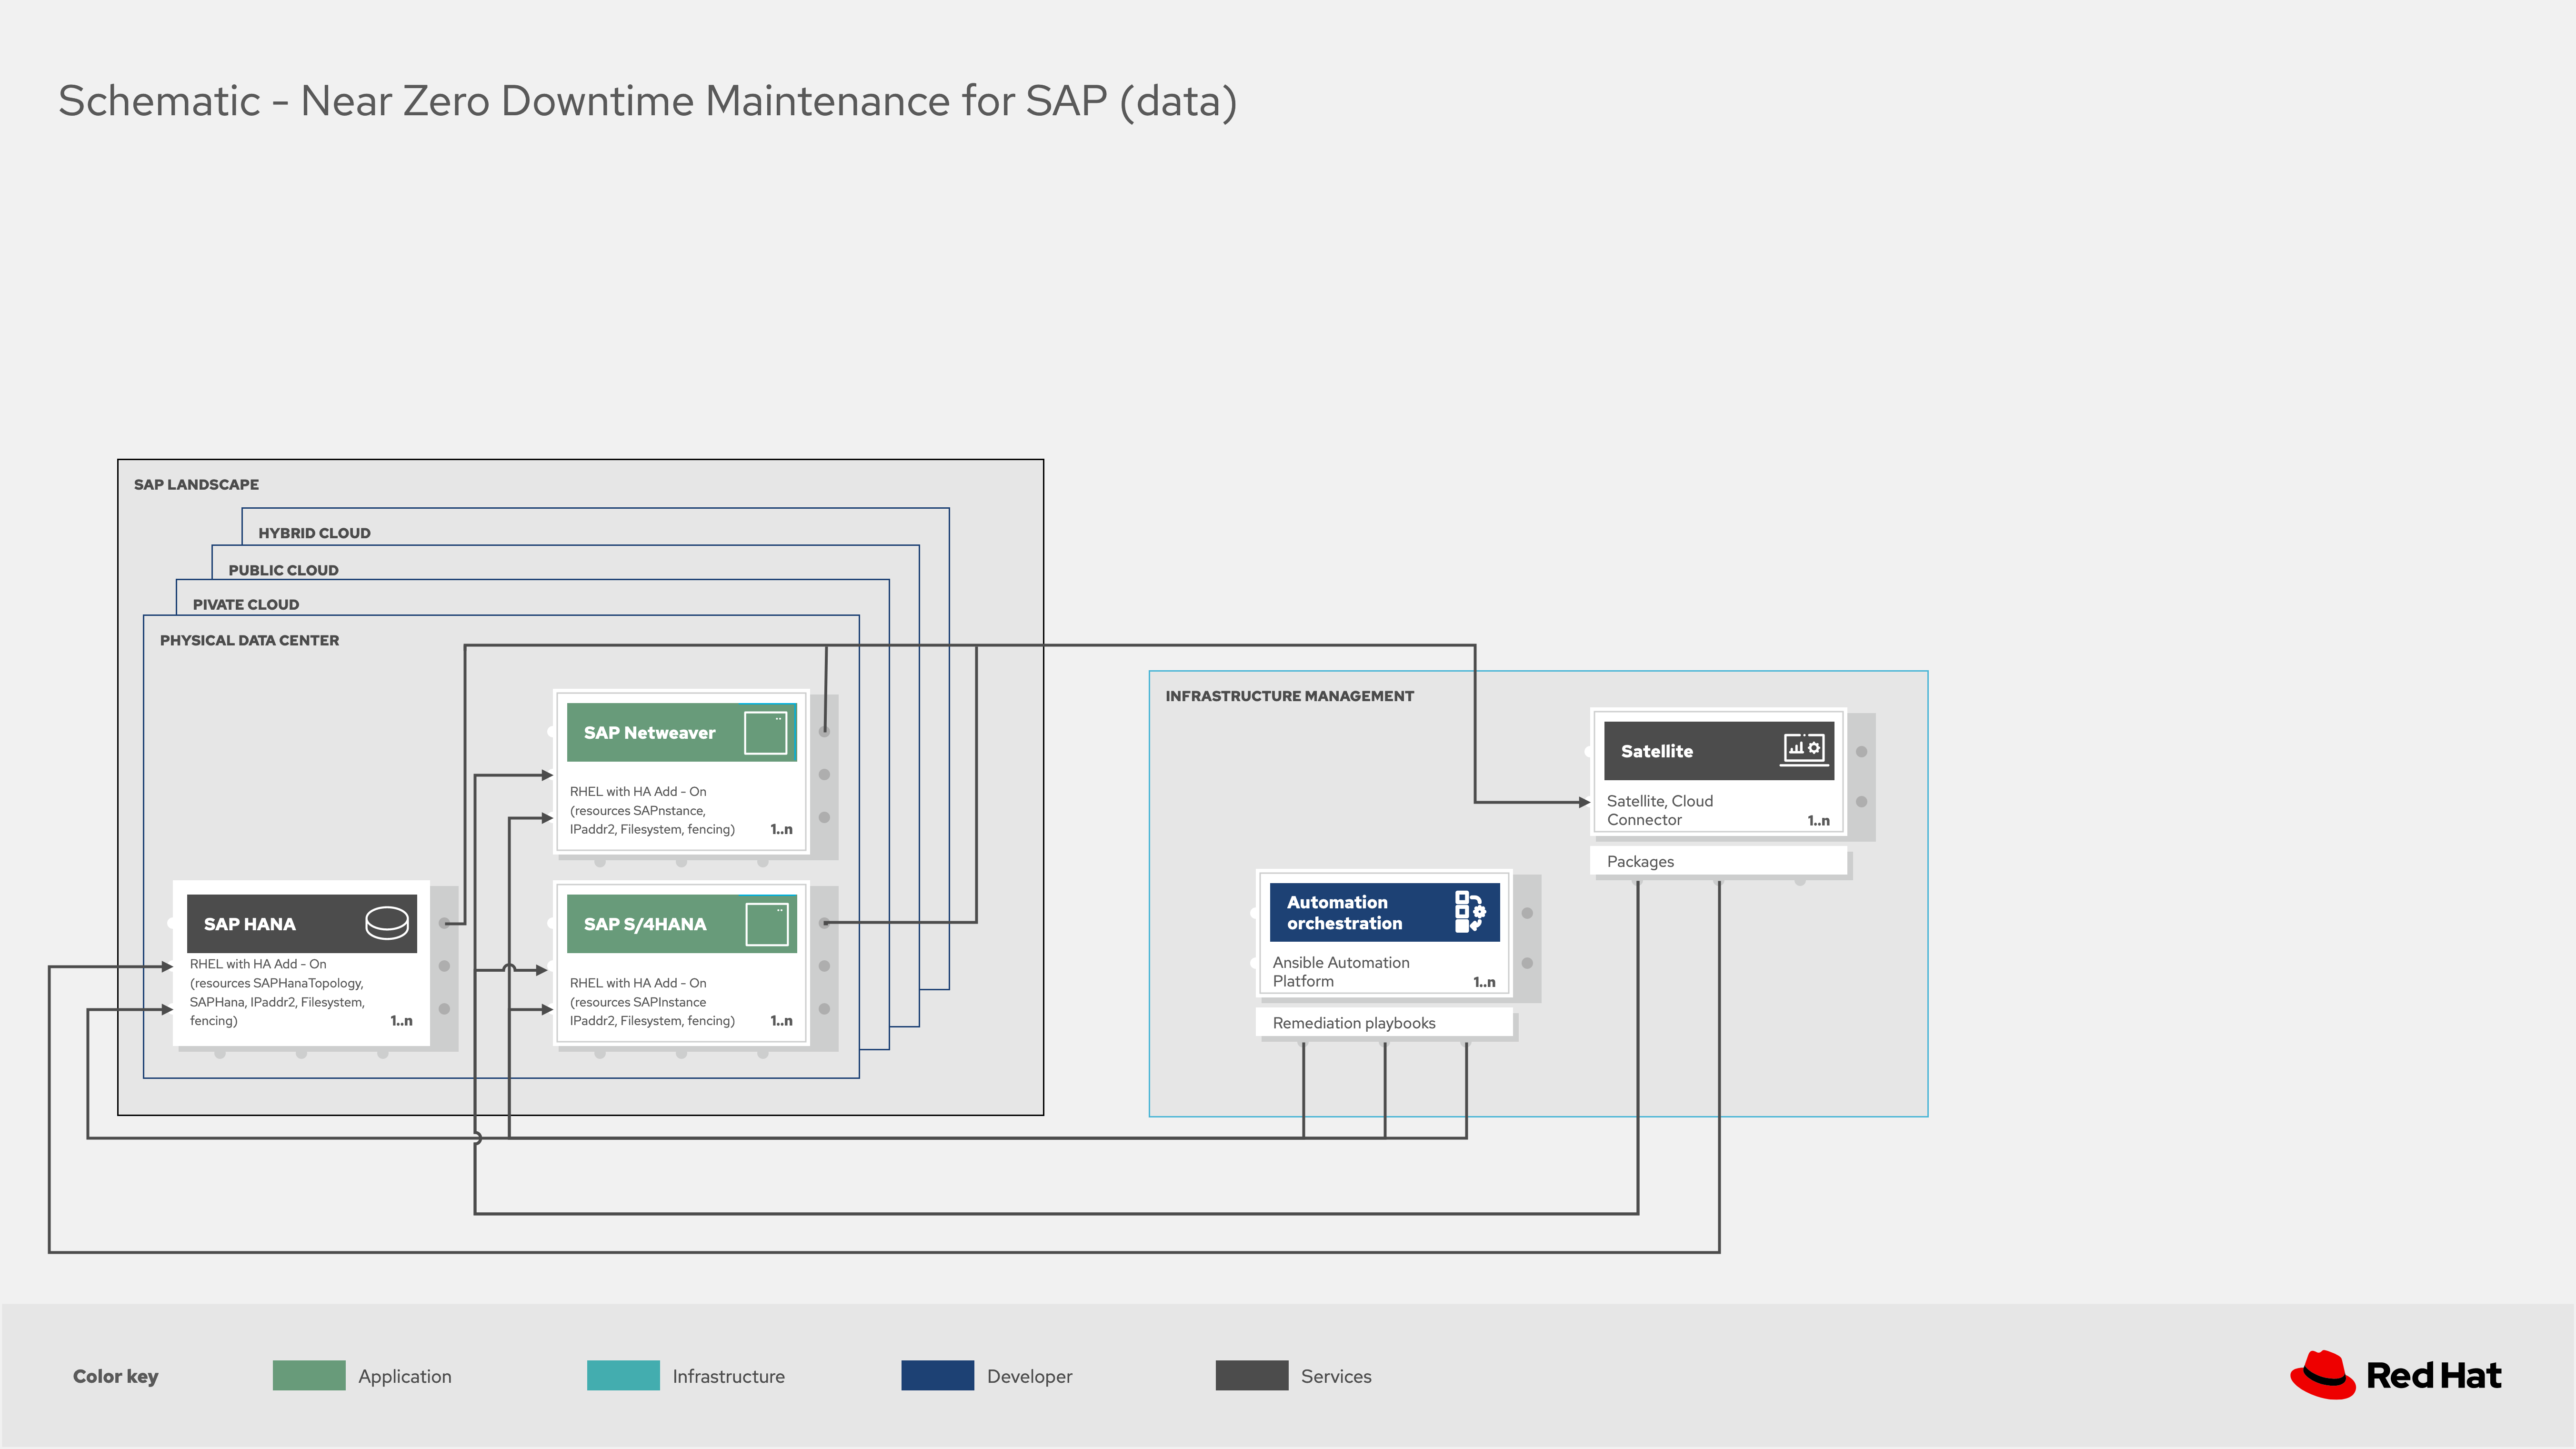 Schematic - Near Zero Downtime Maintenance for SAP (data)
SAP LANDSCAPE
HYBRID CLOUD
PUBLIC CLOUD
PIVATE CLOUD
PHYSICAL DATA CENTER
SAP Netweaver
RHEL with HA Add - On
(resources SAPnstance,
IPaddr2, Filesystem, fencing)
1..n
SAP HANA
RHEL with HA Add - On
(resources SAPHanaTopology,
SAPHana, IPaddr2, Filesystem,
fencing)
1..n
SAP S/4HANA
RHEL with HA Add - On
(resources SAPInstance
IPaddr2, Filesystem, fencing)
1..n
INFRASTRUCTURE MANAGEMENT
Satellite
Satellite, Cloud
Connector
1..n
Packages
Automation
orchestration
Ansible Automation
Platform
1..n
Remediation playbooks
Color key
Application
Infrastructure
Developer
Services
Red Hat